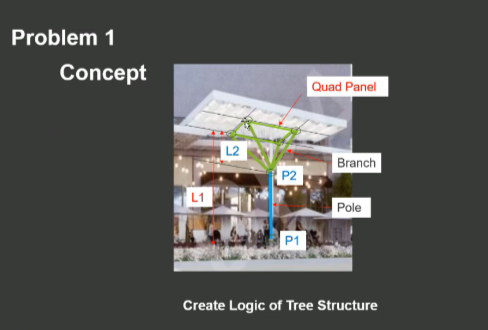 Problem 1
Concept
Quad Panel
L2
Branch
P2
L1
Pole
P1
Create Logic of Tree Structure